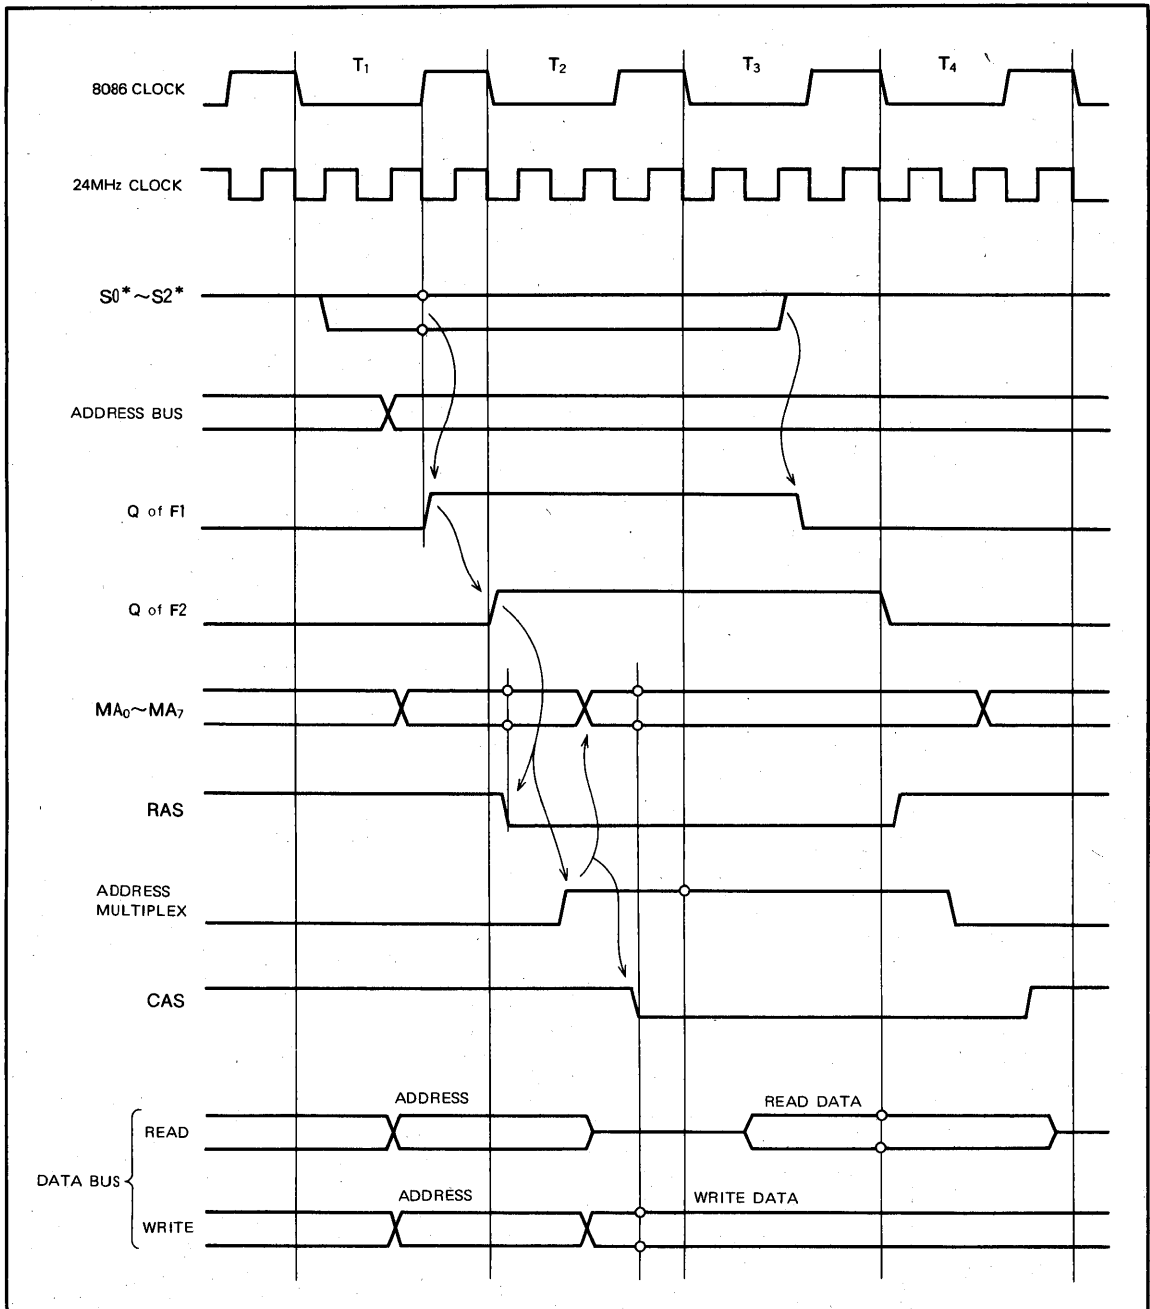 T₁ T₂ T₃ T₄
8086 CLOCK
24MHz CLOCK
S0*~S2*
ADDRESS BUS
Q of F1
Q of F2
MA₀~MA₇
RAS
ADDRESS
MULTIPLEX
CAS
ADDRESS READ DATA
READ
DATA BUS
ADDRESS WRITE DATA
WRITE